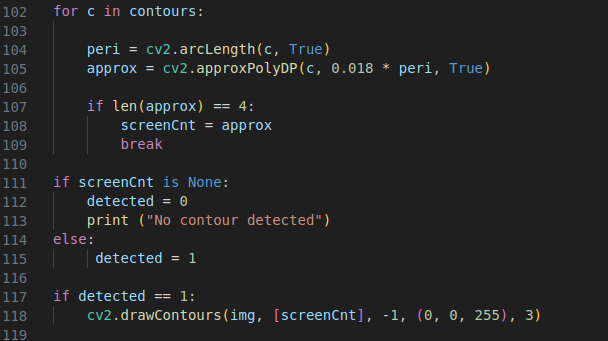 102 for c in contours:
103
104     peri = cv2.arcLength(c, True)
105     approx = cv2.approxPolyDP(c, 0.018 * peri, True)
106
107     if len(approx) == 4:
108         screenCnt = approx
109         break
110
111 if screenCnt is None:
112     detected = 0
113     print ("No contour detected")
114 else:
115      detected = 1
116
117 if detected == 1:
118     cv2.drawContours(img, [screenCnt], -1, (0, 0, 255), 3)
119